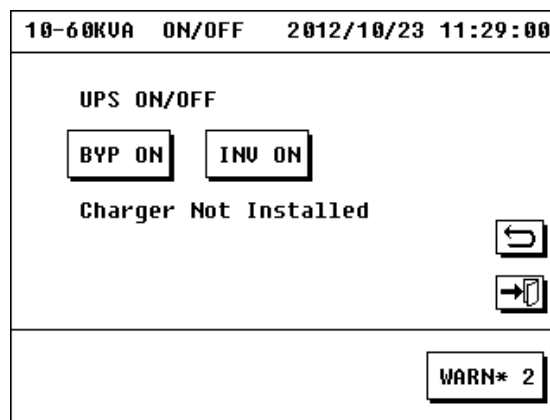 10-60KVA ON/OFF 2012/10/23 11:29:00
UPS ON/OFF
BYP ON INV ON
Charger Not Installed
WARN* 2